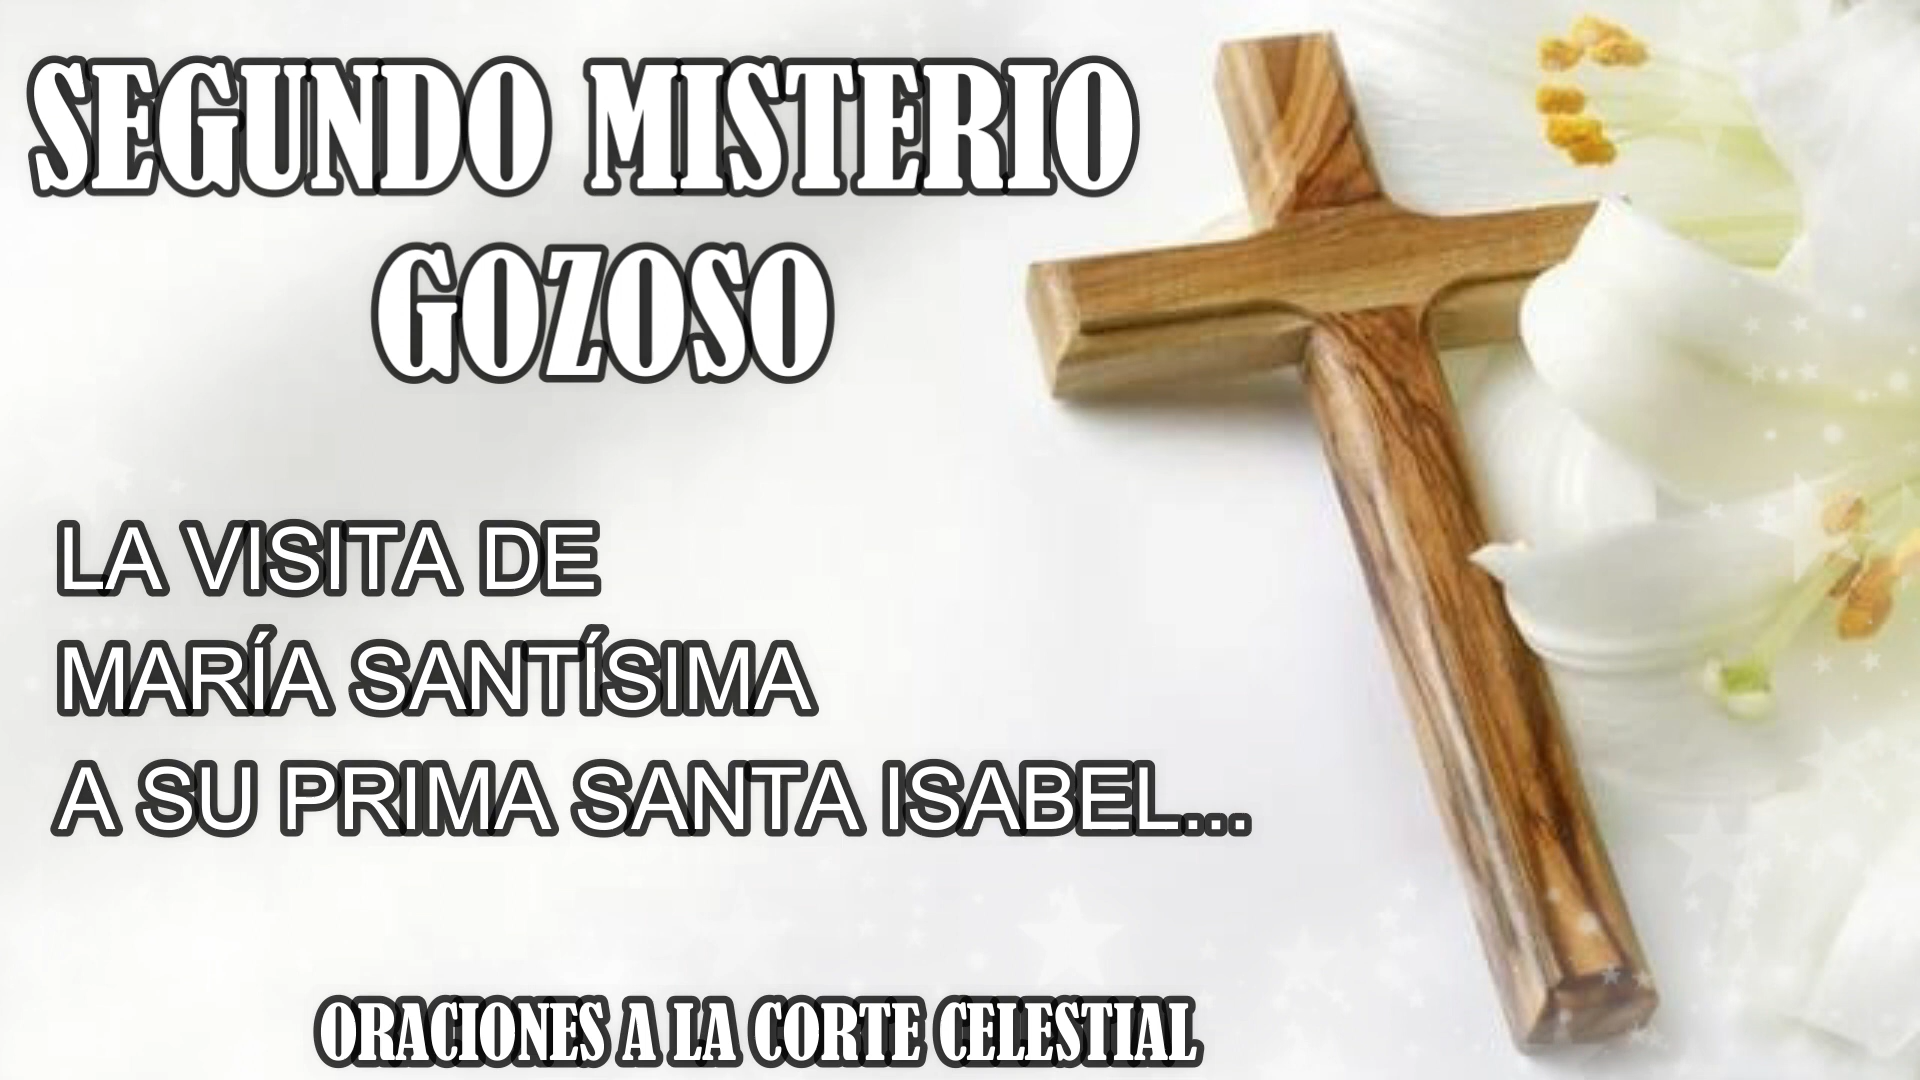 SEGUNDO MISTERIO
GOZOSO
LA VISITA DE
MARÍA SANTÍSIMA
A SU PRIMA SANTA ISABEL...
ORACIONES A LA CORTE CELESTIAL